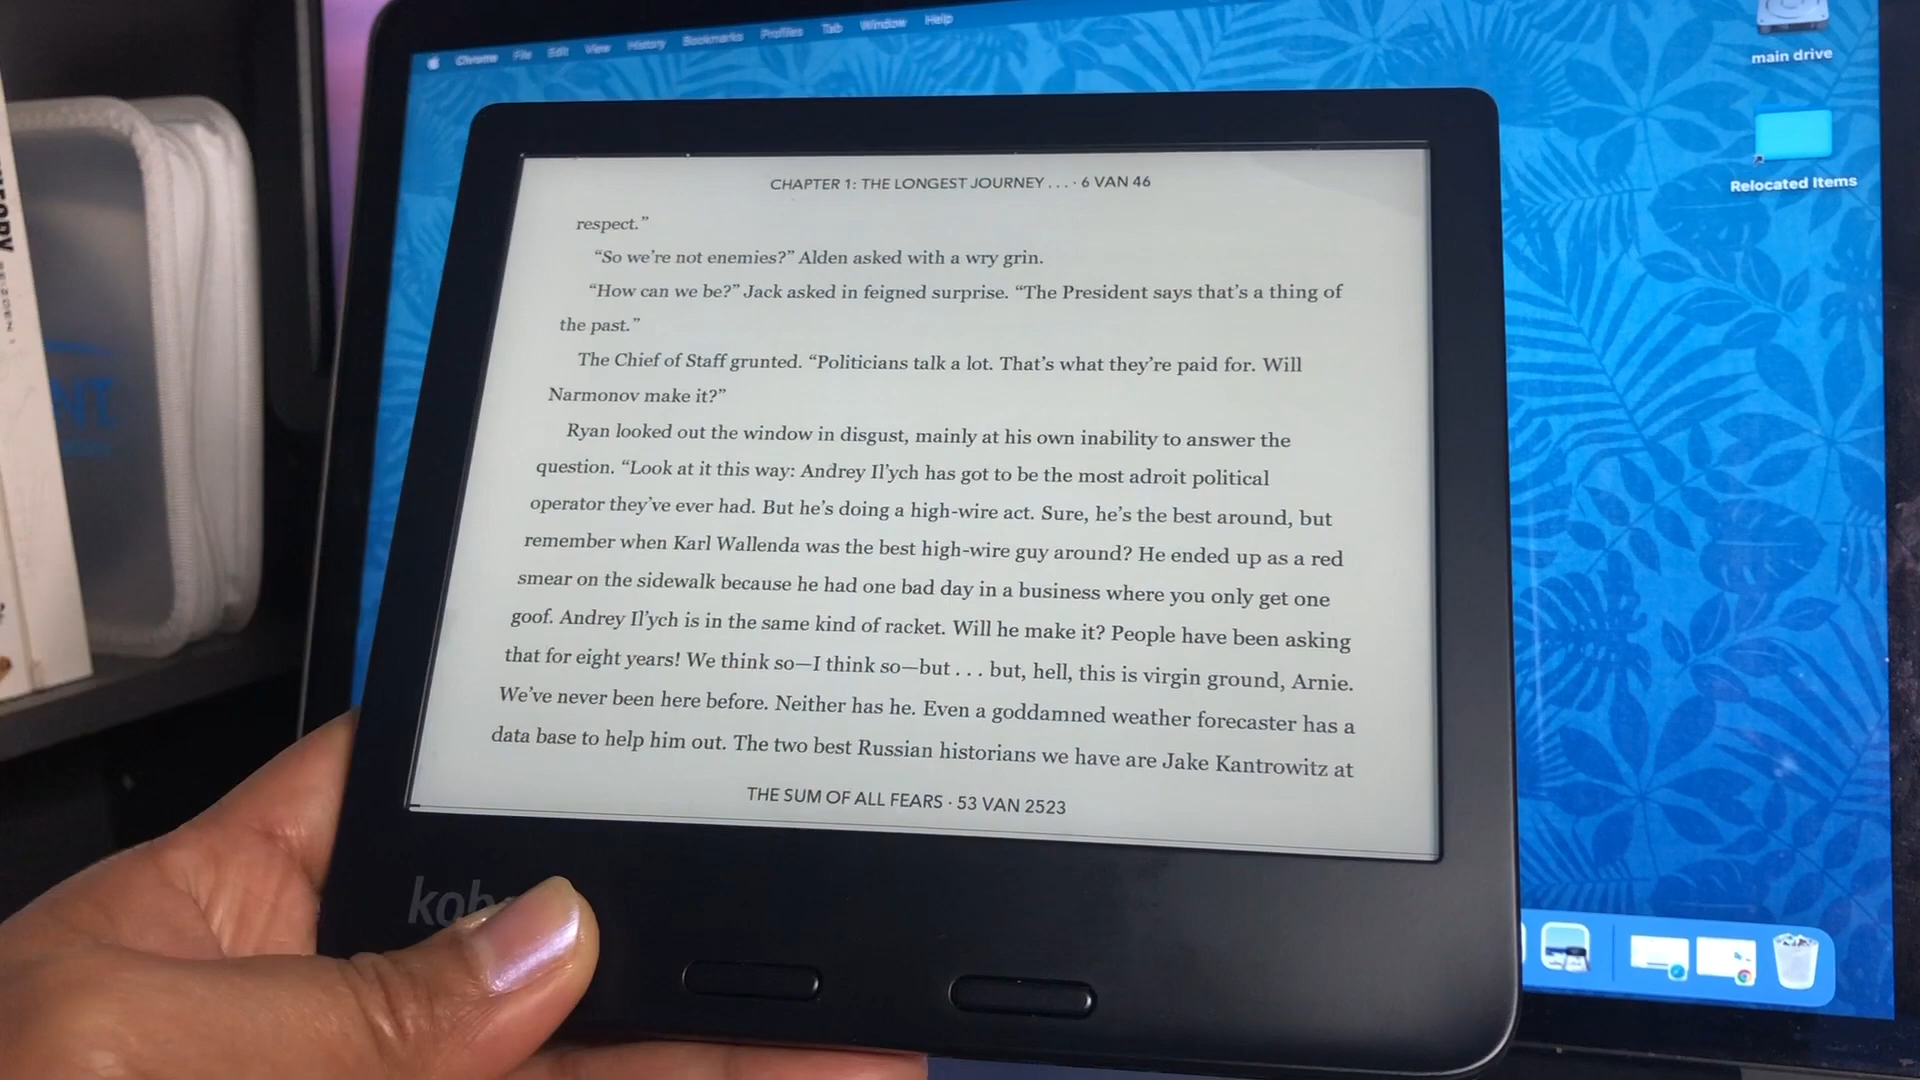 Chrome File Edit View History Bookmarks Profiles Tab Window Help
main drive
Relocated Items
CHAPTER 1: THE LONGEST JOURNEY . . . · 6 VAN 46
respect.”
“So we’re not enemies?” Alden asked with a wry grin.
“How can we be?” Jack asked in feigned surprise. “The President says that’s a thing of
the past.”
The Chief of Staff grunted. “Politicians talk a lot. That’s what they’re paid for. Will
Narmonov make it?”
Ryan looked out the window in disgust, mainly at his own inability to answer the
question. “Look at it this way: Andrey Il’ych has got to be the most adroit political
operator they’ve ever had. But he’s doing a high-wire act. Sure, he’s the best around, but
remember when Karl Wallenda was the best high-wire guy around? He ended up as a red
smear on the sidewalk because he had one bad day in a business where you only get one
goof. Andrey Il’ych is in the same kind of racket. Will he make it? People have been asking
that for eight years! We think so—I think so—but . . . but, hell, this is virgin ground, Arnie.
We’ve never been here before. Neither has he. Even a goddamned weather forecaster has a
data base to help him out. The two best Russian historians we have are Jake Kantrowitz at
THE SUM OF ALL FEARS · 53 VAN 2523